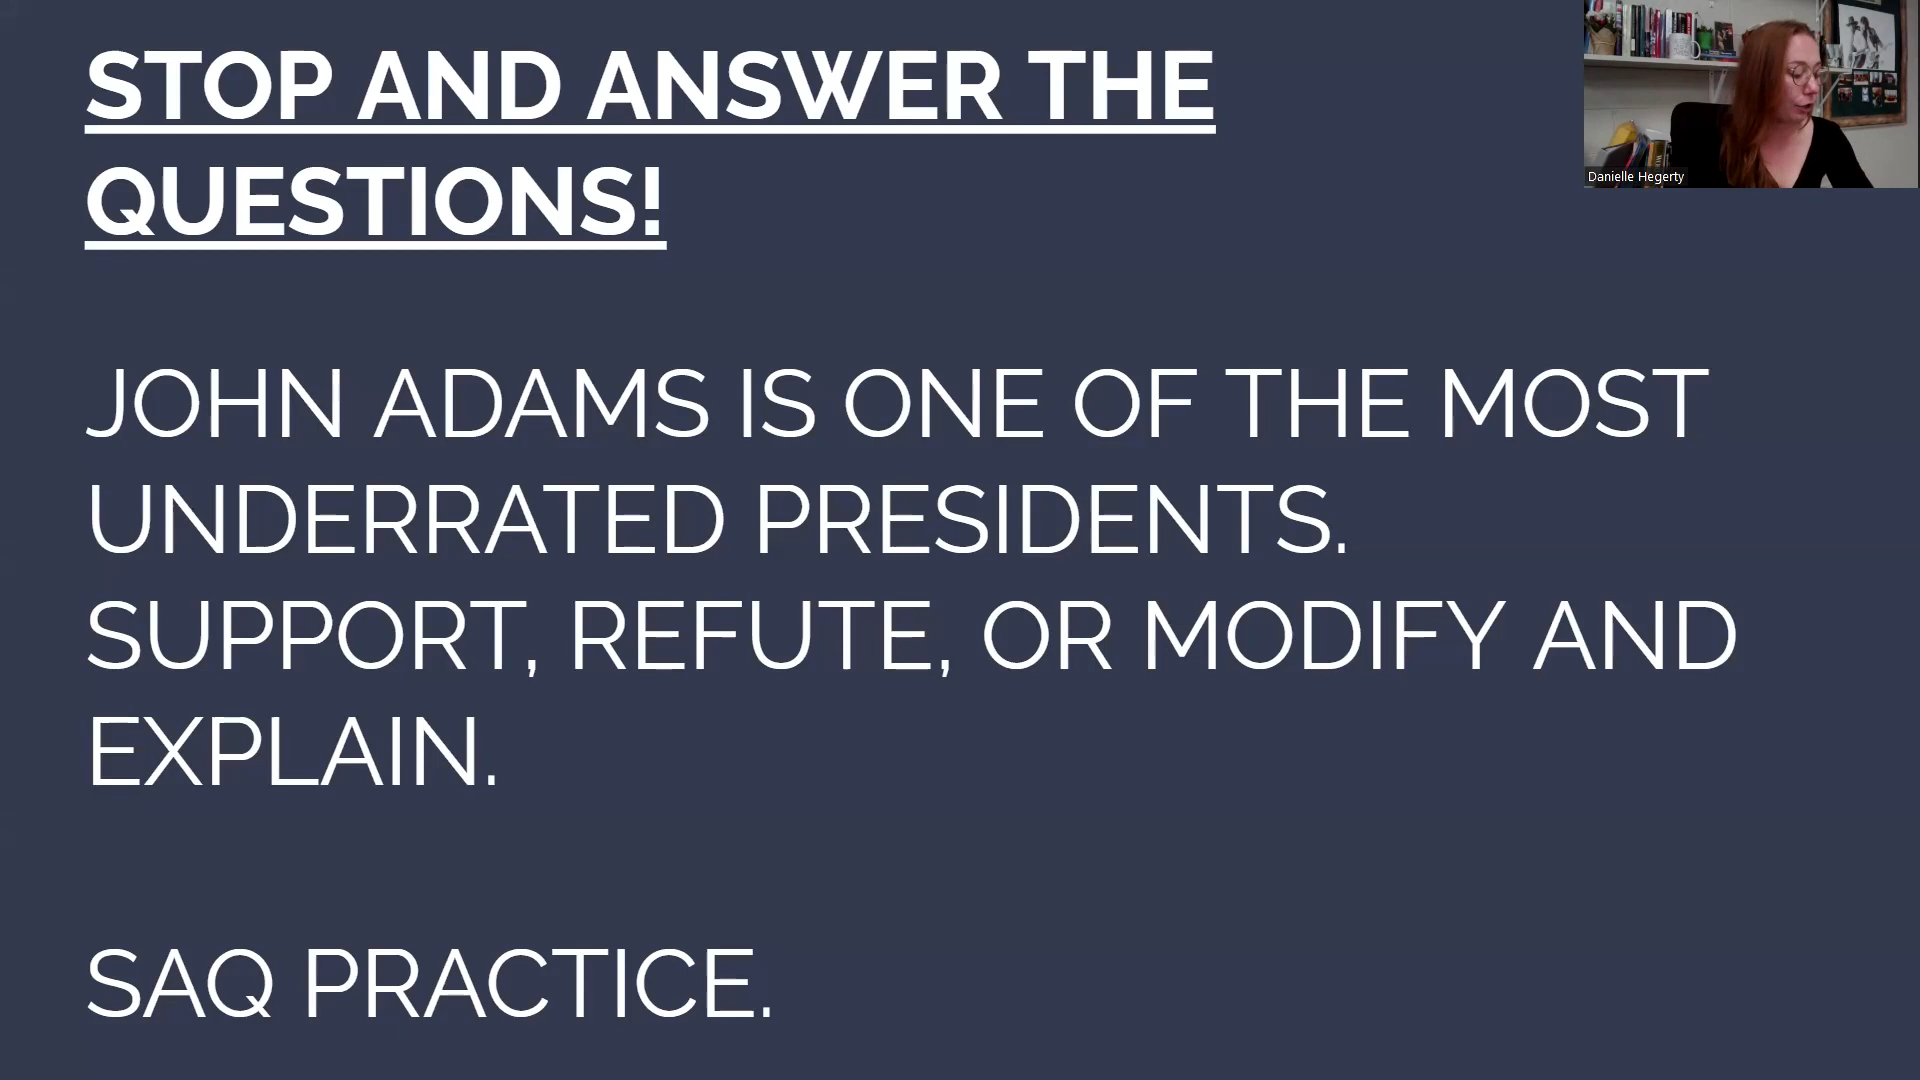 STOP AND ANSWER THE
QUESTIONS!
JOHN ADAMS IS ONE OF THE MOST
UNDERRATED PRESIDENTS.
SUPPORT, REFUTE, OR MODIFY AND
EXPLAIN.
SAQ PRACTICE.
Danielle Hegerty